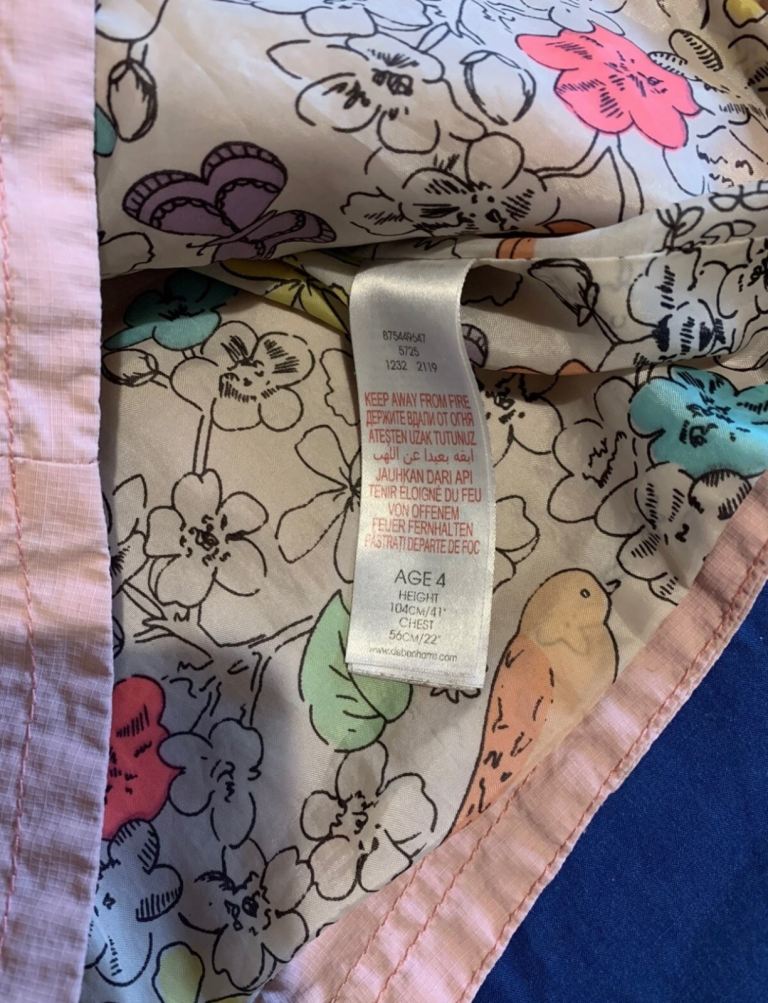 875449547
5725
1232 2119
KEEP AWAY FROM FIRE
ДЕРЖИТЕ ВДАЛИ ОТ ОГНЯ
ATEŞTEN UZAK TUTUNUZ
ابقه بعيدا عن اللهب
JAUHKAN DARI API
TENIR ÉLOIGNÉ DU FEU
VON OFFENEM
FEUER FERNHALTEN
PĂSTRAȚI DEPARTE DE FOC
AGE 4
HEIGHT
104CM/41"
CHEST
56CM/22"
www.debenhams.com